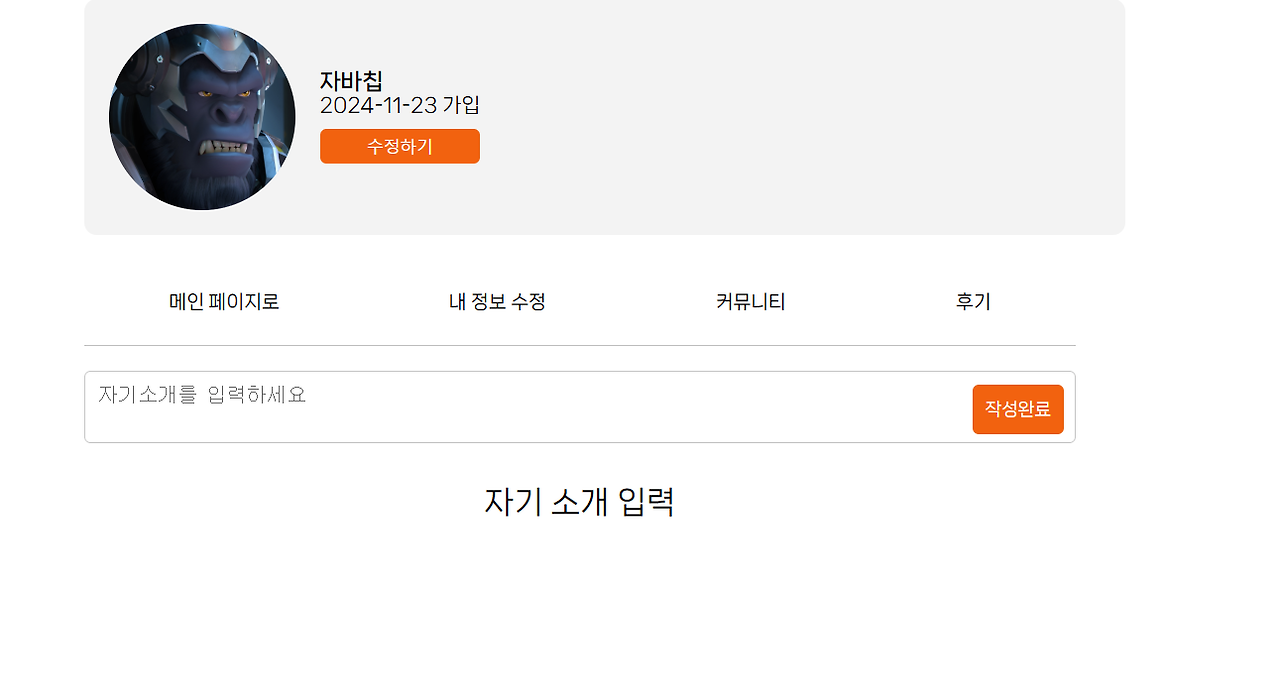 자바칩
2024-11-23 가입
수정하기
메인 페이지로 내 정보 수정 커뮤니티 후기
자기소개를 입력하세요
작성완료
자기 소개 입력